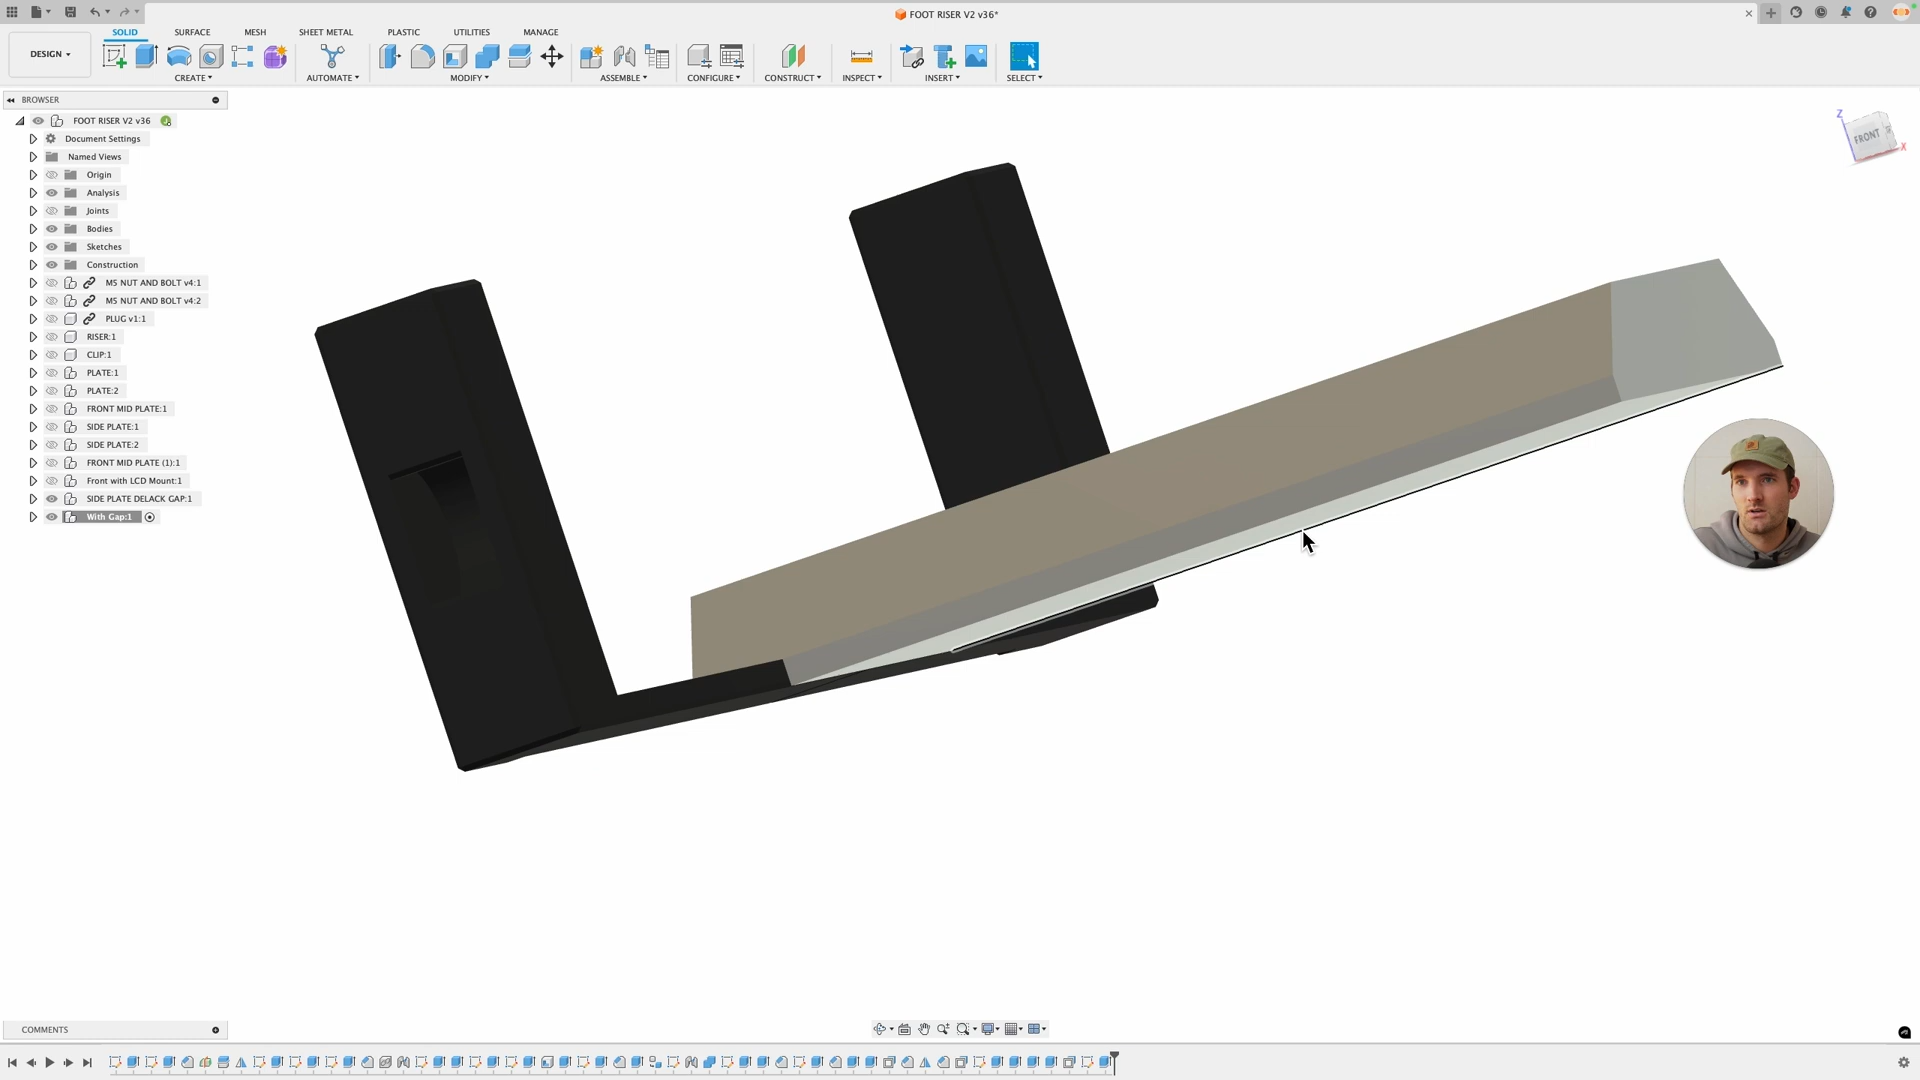 FOOT RISER V2 v36*
DESIGN
SOLID SURFACE MESH SHEET METAL PLASTIC UTILITIES MANAGE
CREATE AUTOMATE MODIFY ASSEMBLE CONFIGURE CONSTRUCT INSPECT INSERT SELECT
BROWSER
FOOT RISER V2 v36
Document Settings
Named Views
Origin
Analysis
Joints
Bodies
Sketches
Construction
M5 NUT AND BOLT v4:1
M5 NUT AND BOLT v4:2
PLUG v1:1
RISER:1
CLIP:1
PLATE:1
PLATE:2
FRONT MID PLATE:1
SIDE PLATE:1
SIDE PLATE:2
FRONT MID PLATE (1):1
Front with LCD Mount:1
SIDE PLATE DELACK GAP:1
With Gap:1
Z
FRONT
X
COMMENTS